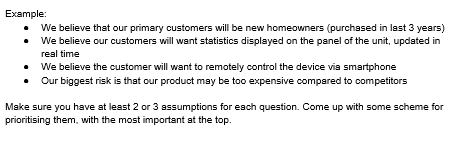 Example:
• We believe that our primary customers will be new homeowners (purchased in last 3 years)
• We believe our customers will want statistics displayed on the panel of the unit, updated in
real time
• We believe the customer will want to remotely control the device via smartphone
• Our biggest risk is that our product may be too expensive compared to competitors
Make sure you have at least 2 or 3 assumptions for each question. Come up with some scheme for
prioritising them, with the most important at the top.